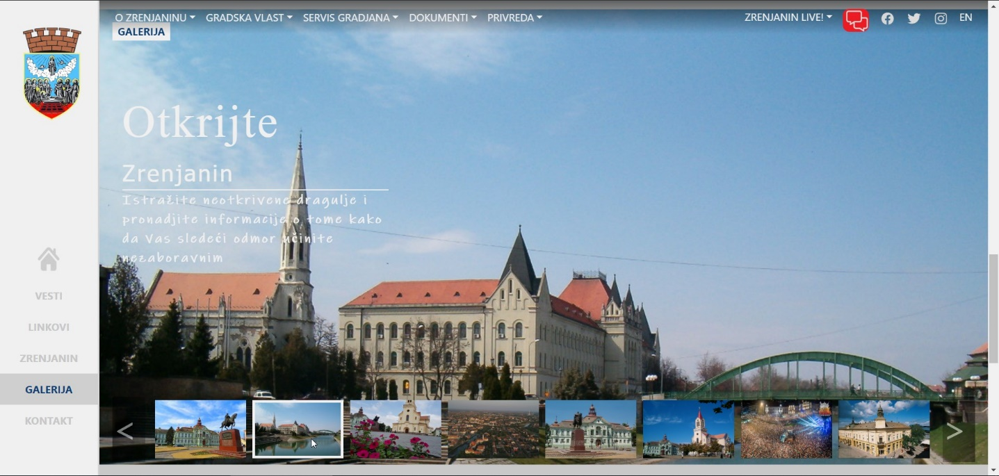 O ZRENJANINU GRADSKA VLAST SERVIS GRADJANA DOKUMENTI PRIVREDA ZRENJANIN LIVE! EN
GALERIJA
Otkrijte
Zrenjanin
Istražite neotkrivene dragulje i
pronadjite informacije o tome kako
da Vas sledeći odmor učinite
nezaboravnim
VESTI
LINKOVI
ZRENJANIN
GALERIJA
KONTAKT